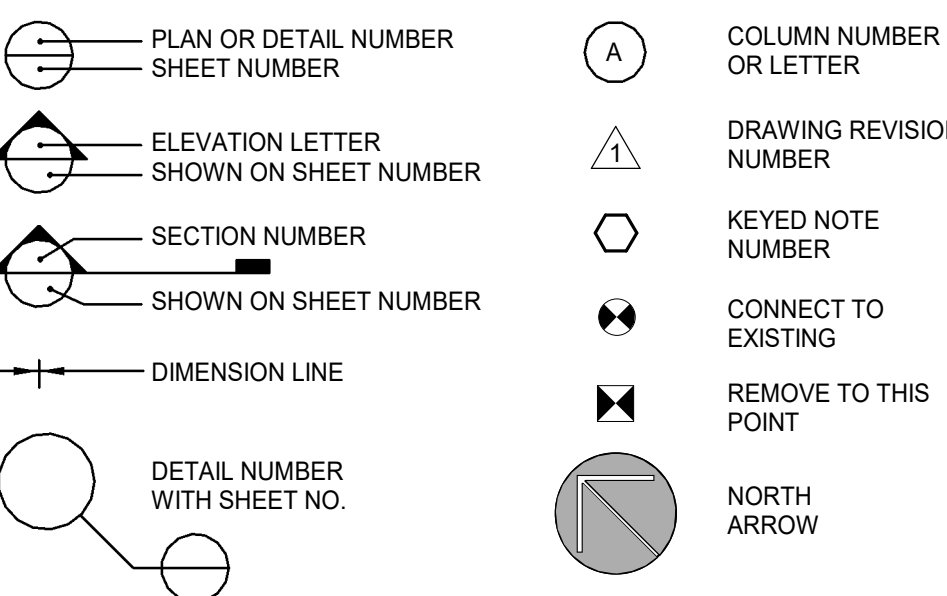 PLAN OR DETAIL NUMBER
SHEET NUMBER
ELEVATION LETTER
SHOWN ON SHEET NUMBER
SECTION NUMBER
SHOWN ON SHEET NUMBER
DIMENSION LINE
DETAIL NUMBER
WITH SHEET NO.
A
COLUMN NUMBER
OR LETTER
1
DRAWING REVISION
NUMBER
KEYED NOTE
NUMBER
CONNECT TO
EXISTING
REMOVE TO THIS
POINT
NORTH
ARROW